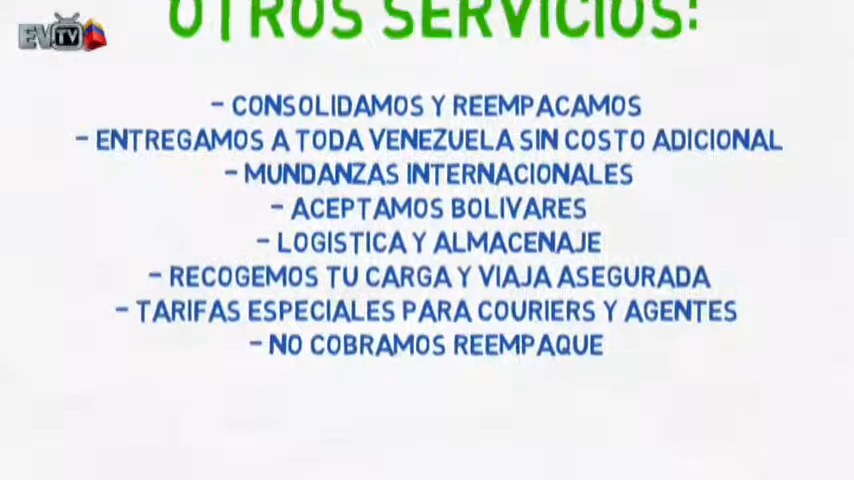 OTROS SERVICIOS:
EVTV
- CONSOLIDAMOS Y REEMPACAMOS
- ENTREGAMOS A TODA VENEZUELA SIN COSTO ADICIONAL
- MUNDANZAS INTERNACIONALES
- ACEPTAMOS BOLIVARES
- LOGISTICA Y ALMACENAJE
- RECOGEMOS TU CARGA Y VIAJA ASEGURADA
- TARIFAS ESPECIALES PARA COURIERS Y AGENTES
- NO COBRAMOS REEMPAQUE